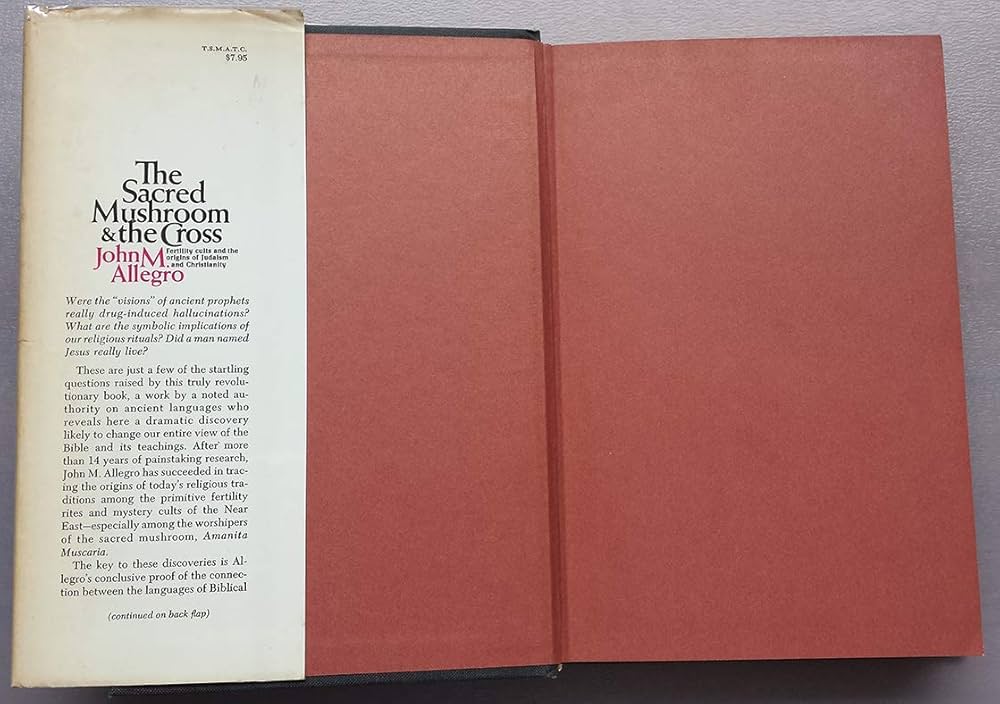 T.S.M.A.T.C.
$7.95
The
Sacred
Mushroom
& the Cross
John M.
Allegro
Fertility cults and the
origins of Judaism
and Christianity
Were the "visions" of ancient prophets
really drug-induced hallucinations?
What are the symbolic implications of
our religious rituals? Did a man named
Jesus really live?
These are just a few of the startling
questions raised by this truly revolu-
tionary book, a work by a noted au-
thority on ancient languages who
reveals here a dramatic discovery
likely to change our entire view of the
Bible and its teachings. After more
than 14 years of painstaking research,
John M. Allegro has succeeded in trac-
ing the origins of today's religious tra-
ditions among the primitive fertility
rites and mystery cults of the Near
East—especially among the worshipers
of the sacred mushroom, Amanita
Muscaria.
The key to these discoveries is Al-
legro's conclusive proof of the connec-
tion between the languages of Biblical
(continued on back flap)